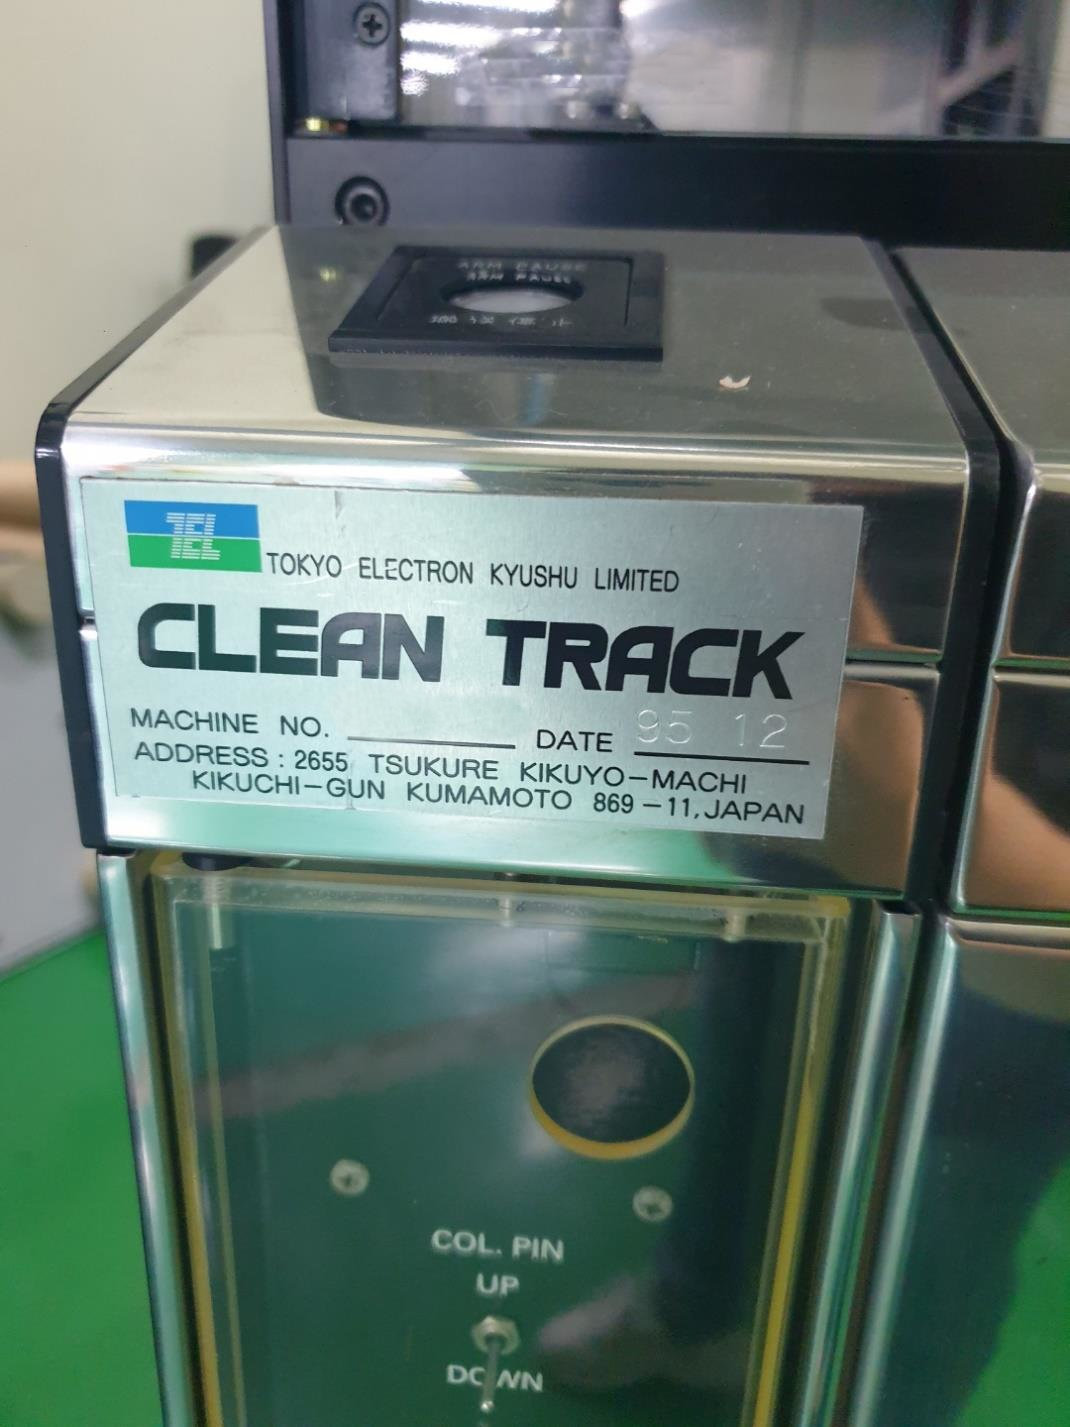 ARM PAUSE
TEL
TOKYO ELECTRON KYUSHU LIMITED
CLEAN TRACK
MACHINE NO. DATE 95 12
ADDRESS : 2655 TSUKURE KIKUYO-MACHI
KIKUCHI-GUN KUMAMOTO 869-11, JAPAN
COL. PIN
UP
DOWN